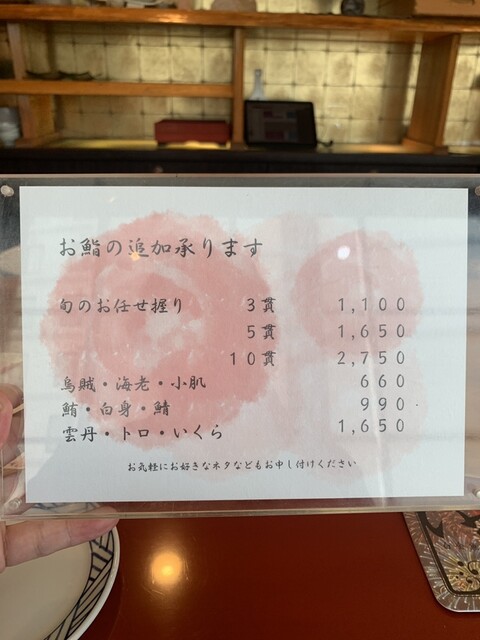 お鮨の追加承ります
旬のお任せ握り 3貫 1,100
5貫 1,650
10貫 2,750
烏賊・海老・小肌 660
鮪・白身・鯖 990
雲丹・トロ・いくら 1,650
お気軽にお好きなネタなどもお申し付けください